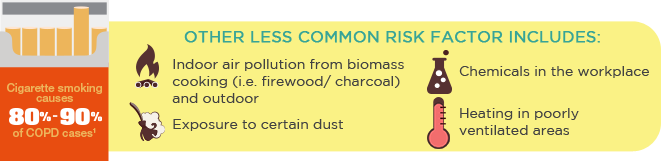 Cigarette smoking
causes
80%-90%
of COPD cases¹
OTHER LESS COMMON RISK FACTOR INCLUDES:
Indoor air pollution from biomass
cooking (i.e. firewood/ charcoal)
and outdoor
Exposure to certain dust
Chemicals in the workplace
Heating in poorly
ventilated areas